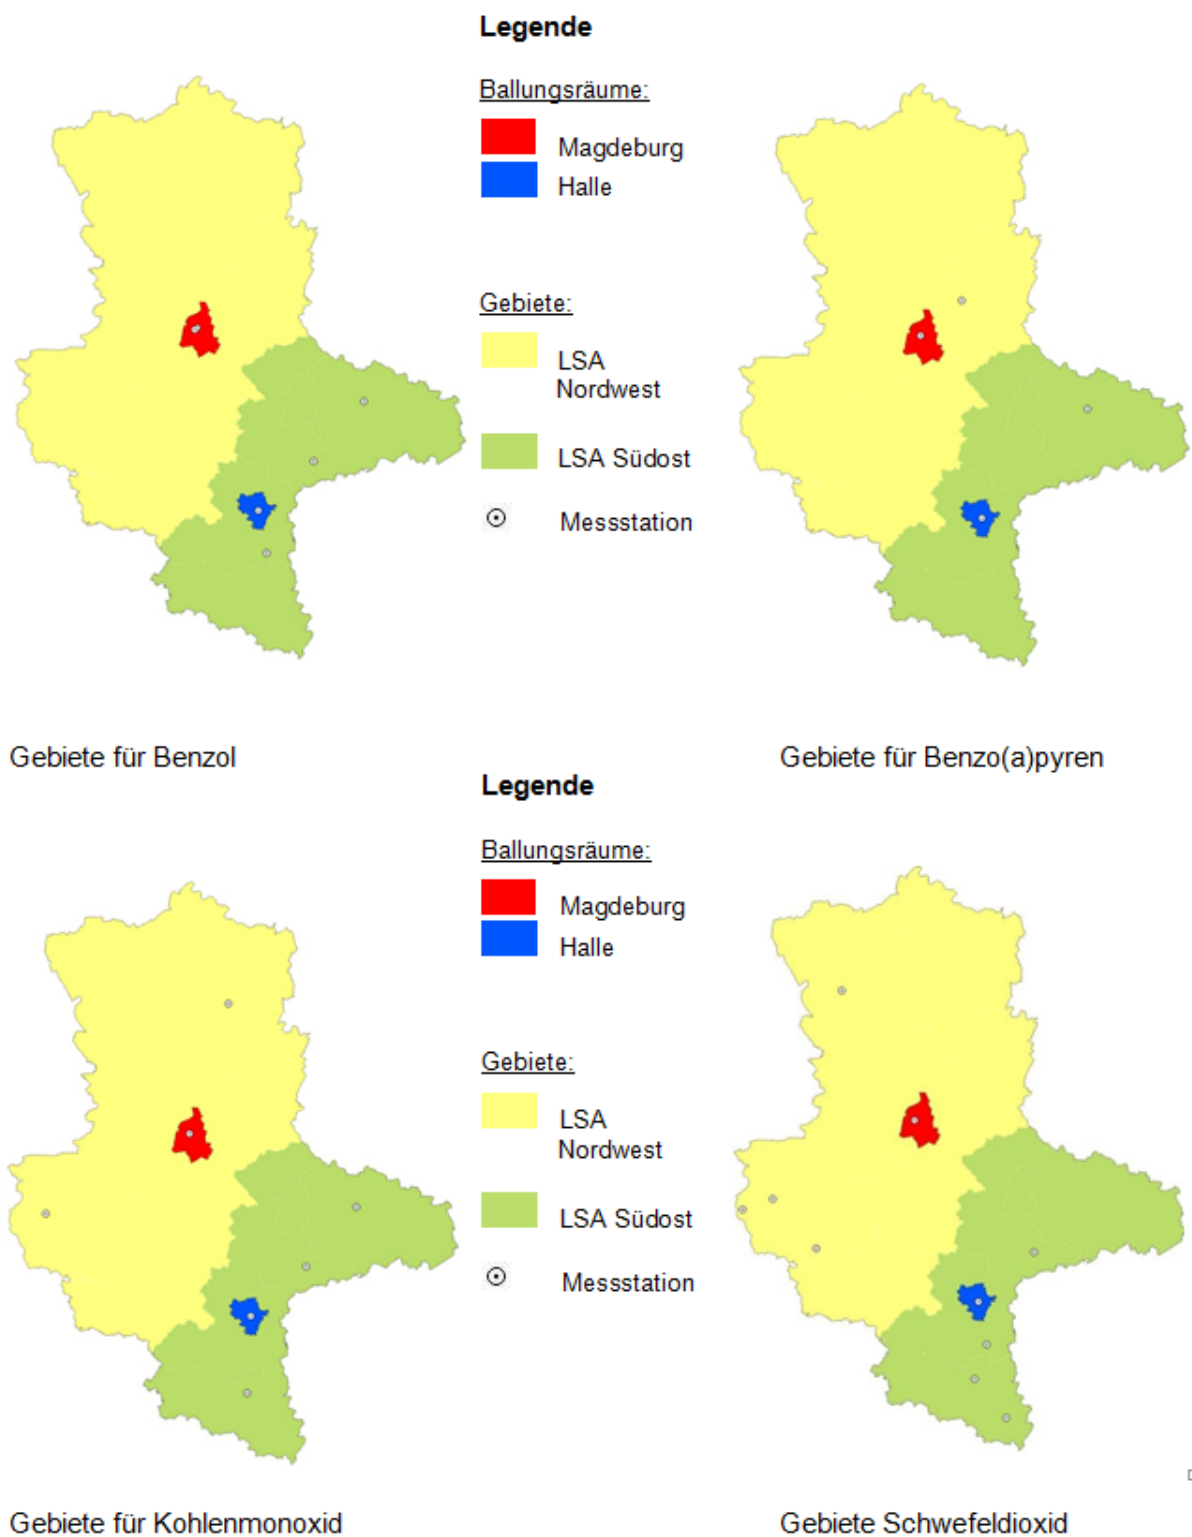 Legende
Ballungsräume:
Magdeburg
Halle
Gebiete:
LSA
Nordwest
LSA Südost
Messstation
Gebiete für Benzol
Gebiete für Benzo(a)pyren
Legende
Ballungsräume:
Magdeburg
Halle
Gebiete:
LSA
Nordwest
LSA Südost
Messstation
Gebiete für Kohlenmonoxid
Gebiete Schwefeldioxid